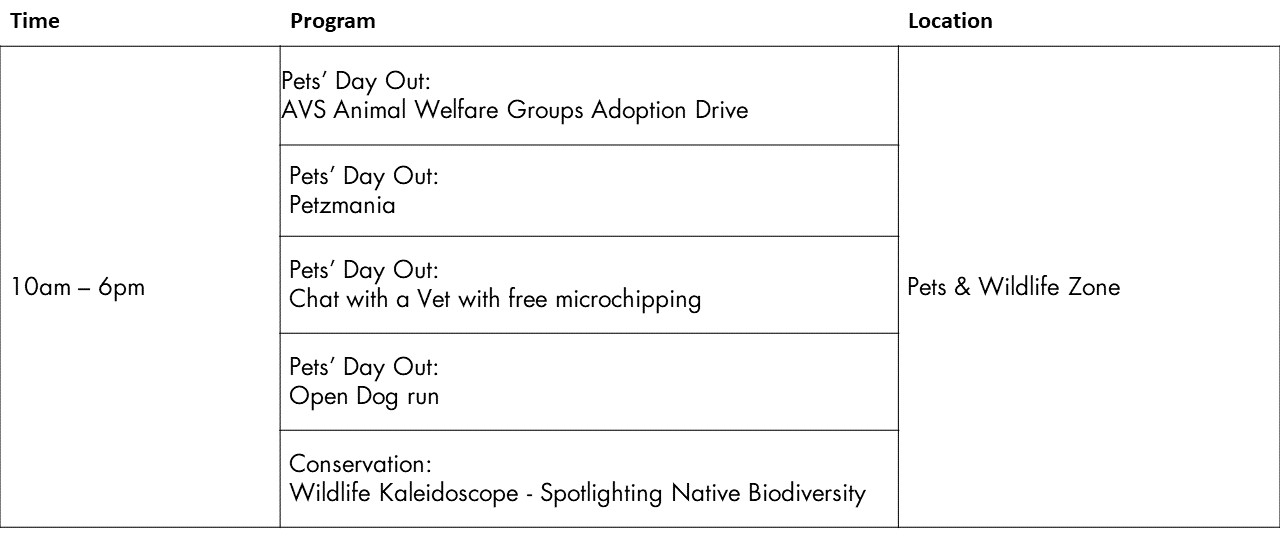 Time Program Location
Pets’ Day Out:
AVS Animal Welfare Groups Adoption Drive
Pets’ Day Out:
Petzmania
10am – 6pm
Pets’ Day Out:
Chat with a Vet with free microchipping
Pets & Wildlife Zone
Pets’ Day Out:
Open Dog run
Conservation:
Wildlife Kaleidoscope - Spotlighting Native Biodiversity